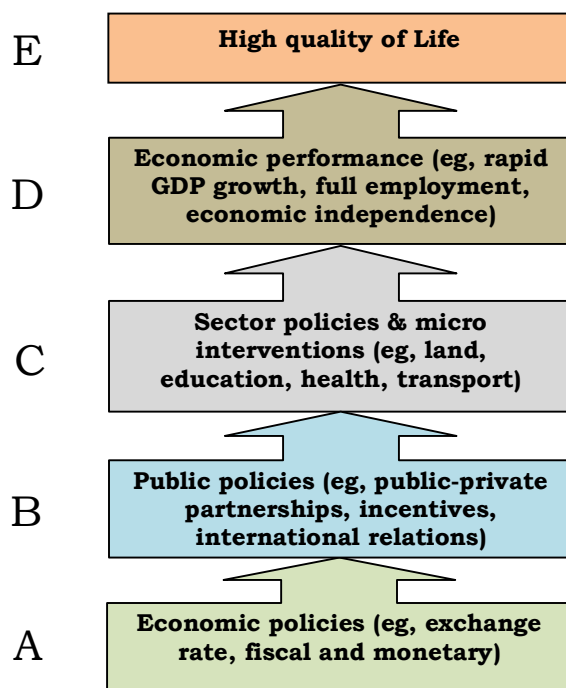 E
High quality of Life
D
Economic performance (eg, rapid
GDP growth, full employment,
economic independence)
C
Sector policies & micro
interventions (eg, land,
education, health, transport)
B
Public policies (eg, public-private
partnerships, incentives,
international relations)
A
Economic policies (eg, exchange
rate, fiscal and monetary)